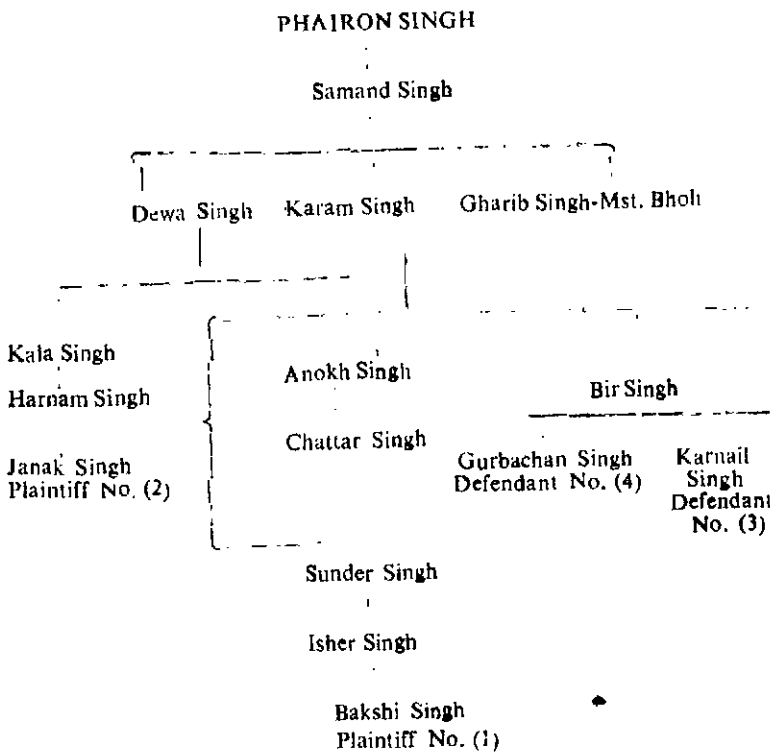 PHAIRON SINGH
Samand Singh
Dewa Singh Karam Singh Gharib Singh-Mst. Bholi
Kala Singh
Harnam Singh
Janak Singh
Plaintiff No. (2)
Anokh Singh
Chattar Singh
Bir Singh
Gurbachan Singh
Defendant No. (4)
Karnail
Singh
Defendant
No. (3)
Sunder Singh
Isher Singh
Bakshi Singh
Plaintiff No. (1)